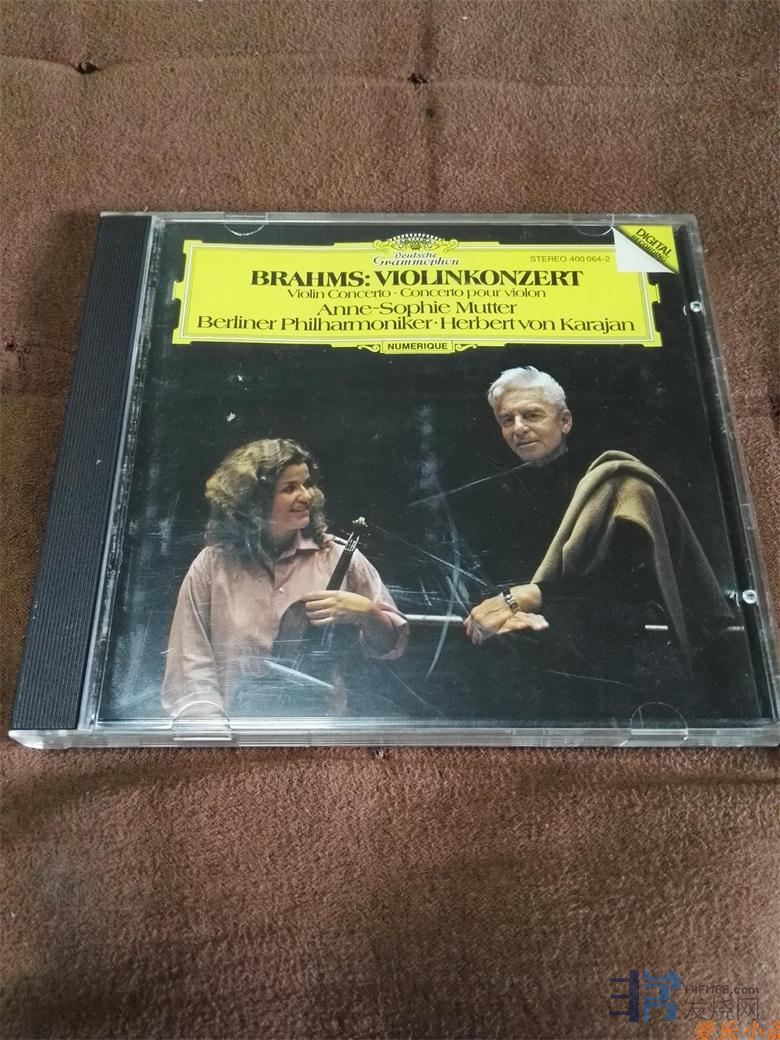 Deutsche
Grammophon
STEREO 400 064-2
DIGITAL
RECORDING
BRAHMS: VIOLINKONZERT
Violin Concerto · Concerto pour violon
Anne-Sophie Mutter
Berliner Philharmoniker · Herbert von Karajan
NUMERIQUE
HIFI168.com
发烧网